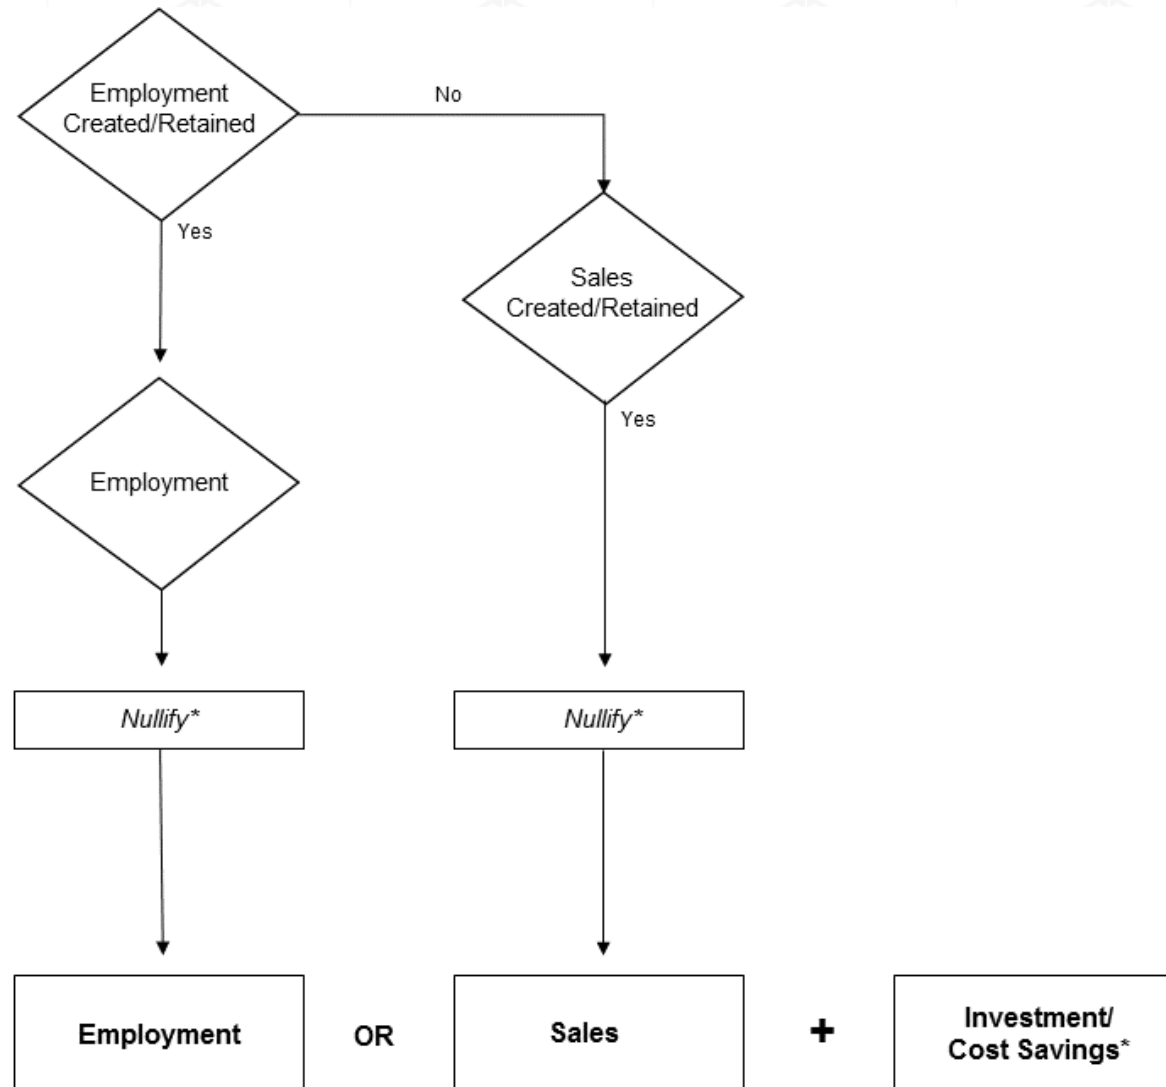 Employment
Created/Retained
No
Yes
Sales
Created/Retained
Yes
Employment
Nullify*
Nullify*
Employment
OR
Sales
+
Investment/
Cost Savings*